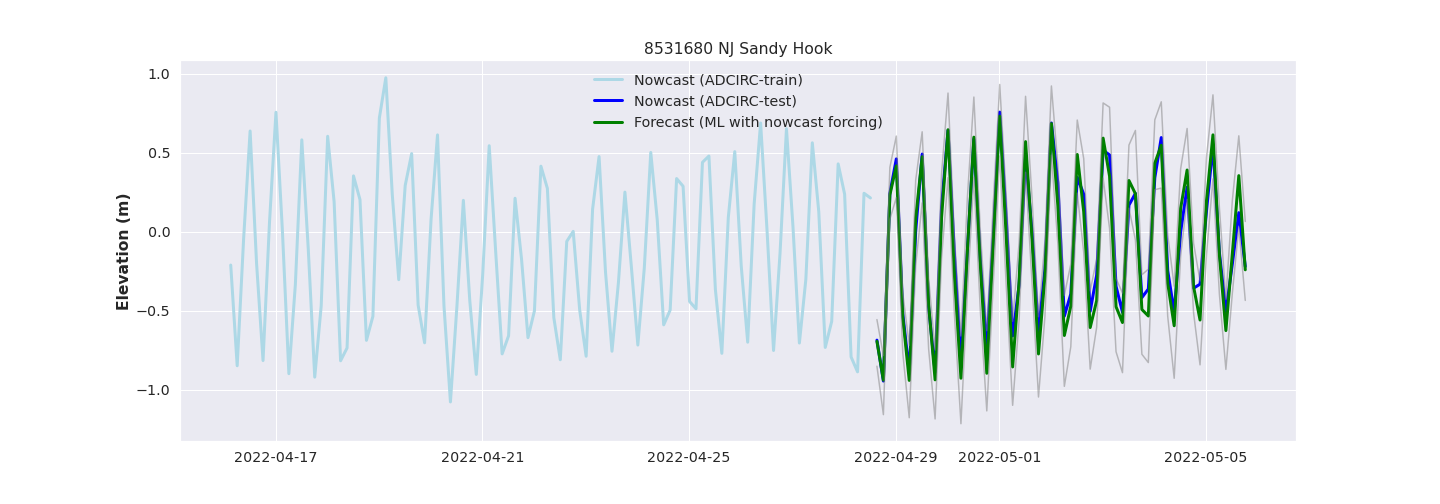 8531680 NJ Sandy Hook
Nowcast (ADCIRC-train)
Nowcast (ADCIRC-test)
Forecast (ML with nowcast forcing)
Elevation (m)
1.0
0.5
0.0
−0.5
−1.0
2022-04-17 2022-04-21 2022-04-25 2022-04-29 2022-05-01 2022-05-05